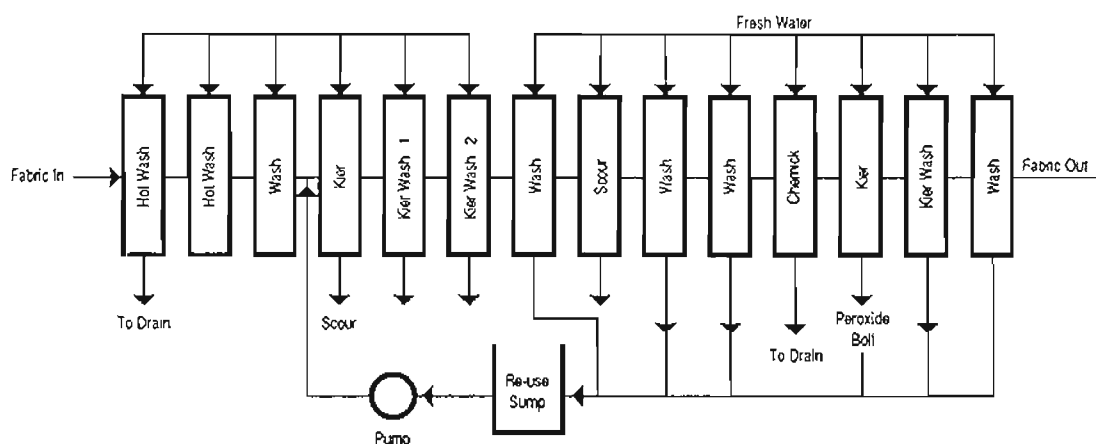 Fresh Water
Fabric In
Hot Wash
Hot Wash
Wash
Kier
Kier Wash 1
Kier Wash 2
Wash
Scour
Wash
Wash
Chemick
Kier
Kier Wash
Wash
Fabric Out
To Drain
Scour
To Drain
Peroxide
Boil
Re-use
Sump
Pump